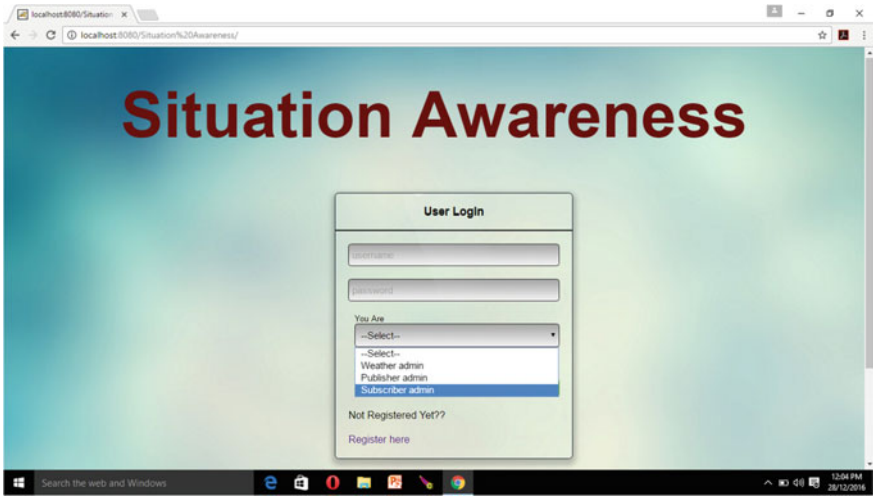 localhost:8080/Situation
localhost:8080/Situation%20Awareness/
Situation Awareness
User Login
username
password
You Are
--Select--
--Select--
Weather admin
Publisher admin
Subscriber admin
Not Registered Yet??
Register here
Search the web and Windows
12:04 PM
28/12/2016